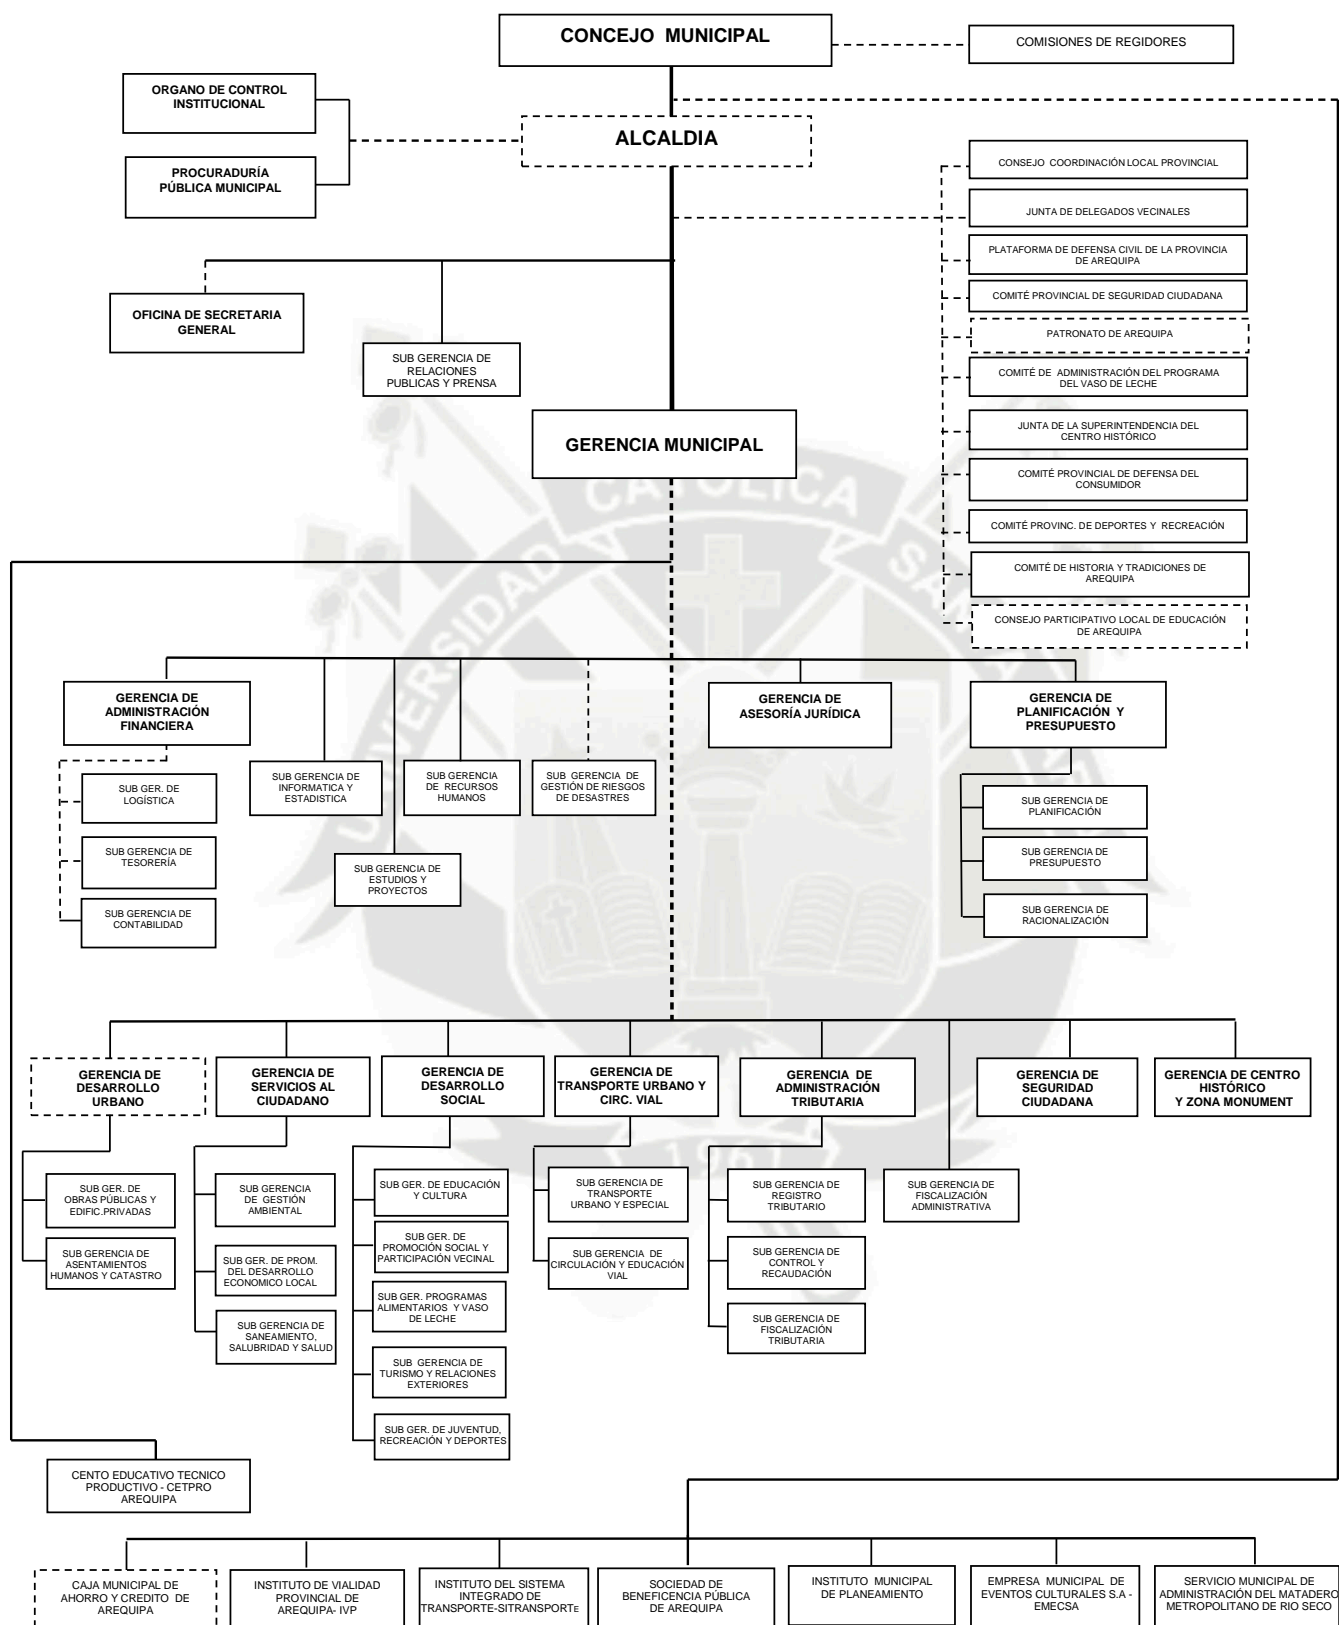 CONCEJO MUNICIPAL
COMISIONES DE REGIDORES
ORGANO DE CONTROL
INSTITUCIONAL
ALCALDIA
PROCURADURÍA
PÚBLICA MUNICIPAL
CONSEJO COORDINACIÓN LOCAL PROVINCIAL
JUNTA DE DELEGADOS VECINALES
PLATAFORMA DE DEFENSA CIVIL DE LA PROVINCIA
DE AREQUIPA
COMITÉ PROVINCIAL DE SEGURIDAD CIUDADANA
PATRONATO DE AREQUIPA
COMITÉ DE ADMINISTRACIÓN DEL PROGRAMA
DEL VASO DE LECHE
JUNTA DE LA SUPERINTENDENCIA DEL
CENTRO HISTÓRICO
COMITÉ PROVINCIAL DE DEFENSA DEL
CONSUMIDOR
COMITÉ PROVINC. DE DEPORTES Y RECREACIÓN
COMITÉ DE HISTORIA Y TRADICIONES DE
AREQUIPA
CONSEJO PARTICIPATIVO LOCAL DE EDUCACIÓN
DE AREQUIPA
OFICINA DE SECRETARIA
GENERAL
SUB GERENCIA DE
RELACIONES
PUBLICAS Y PRENSA
GERENCIA MUNICIPAL
UNIVERSIDAD CATOLICA SANTA MARIA
GERENCIA DE
ADMINISTRACIÓN
FINANCIERA
GERENCIA DE
ASESORÍA JURÍDICA
GERENCIA DE
PLANIFICACIÓN Y
PRESUPUESTO
SUB GER. DE
LOGÍSTICA
SUB GERENCIA DE
TESORERÍA
SUB GERENCIA DE
CONTABILIDAD
SUB GERENCIA DE
INFORMATICA Y
ESTADISTICA
SUB GERENCIA DE
ESTUDIOS Y
PROYECTOS
SUB GERENCIA
DE RECURSOS
HUMANOS
SUB GERENCIA DE
GESTIÓN DE RIESGOS
DE DESASTRES
SUB GERENCIA DE
PLANIFICACIÓN
SUB GERENCIA DE
PRESUPUESTO
SUB GERENCIA DE
RACIONALIZACIÓN
1961
GERENCIA DE
DESARROLLO
URBANO
GERENCIA DE
SERVICIOS AL
CIUDADANO
GERENCIA DE
DESARROLLO
SOCIAL
GERENCIA DE
TRANSPORTE URBANO Y
CIRC. VIAL
GERENCIA DE
ADMINISTRACIÓN
TRIBUTARIA
GERENCIA DE
SEGURIDAD
CIUDADANA
GERENCIA DE CENTRO
HISTÓRICO
Y ZONA MONUMENT
SUB GER. DE
OBRAS PÚBLICAS Y
EDIFIC.PRIVADAS
SUB GERENCIA DE
ASENTAMIENTOS
HUMANOS Y CATASTRO
SUB GERENCIA
DE GESTIÓN
AMBIENTAL
SUB GER. DE PROM.
DEL DESARROLLO
ECONOMICO LOCAL
SUB GERENCIA DE
SANEAMIENTO,
SALUBRIDAD Y SALUD
SUB GER. DE EDUCACIÓN
Y CULTURA
SUB GER. DE
PROMOCIÓN SOCIAL Y
PARTICIPACIÓN VECINAL
SUB GER. PROGRAMAS
ALIMENTARIOS Y VASO
DE LECHE
SUB GERENCIA DE
TURISMO Y RELACIONES
EXTERIORES
SUB GER. DE JUVENTUD,
RECREACIÓN Y DEPORTES
SUB GERENCIA DE
TRANSPORTE
URBANO Y ESPECIAL
SUB GERENCIA DE
CIRCULACIÓN Y EDUCACIÓN
VIAL
SUB GERENCIA DE
REGISTRO
TRIBUTARIO
SUB GERENCIA DE
CONTROL Y
RECAUDACIÓN
SUB GERENCIA DE
FISCALIZACIÓN
TRIBUTARIA
SUB GERENCIA DE
FISCALIZACIÓN
ADMINISTRATIVA
CENTO EDUCATIVO TECNICO
PRODUCTIVO - CETPRO
AREQUIPA
CAJA MUNICIPAL DE
AHORRO Y CREDITO DE
AREQUIPA
INSTITUTO DE VIALIDAD
PROVINCIAL DE
AREQUIPA- IVP
INSTITUTO DEL SISTEMA
INTEGRADO DE
TRANSPORTE-SITRANSPORTE
SOCIEDAD DE
BENEFICENCIA PÚBLICA
DE AREQUIPA
INSTITUTO MUNICIPAL
DE PLANEAMIENTO
EMPRESA MUNICIPAL DE
EVENTOS CULTURALES S.A -
EMECSA
SERVICIO MUNICIPAL DE
ADMINISTRACIÓN DEL MATADERO
METROPOLITANO DE RIO SECO